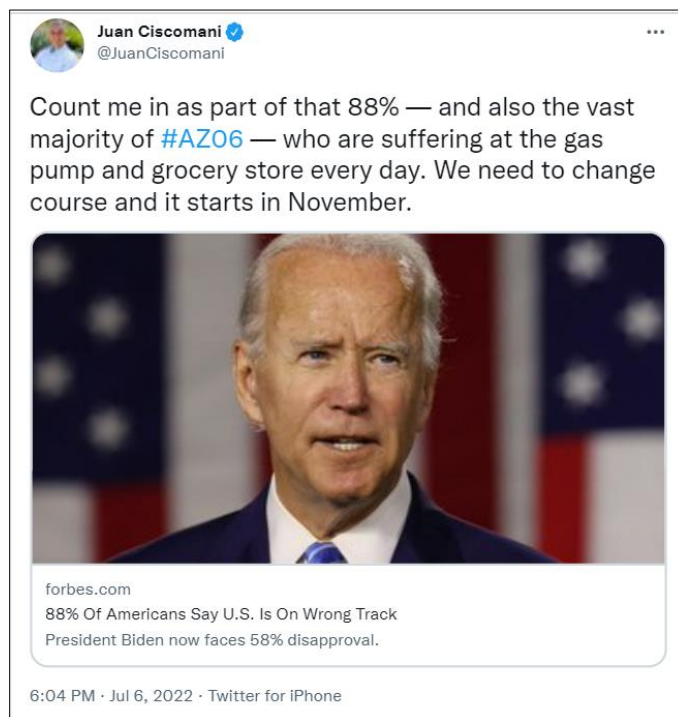 Juan Ciscomani
@JuanCiscomani
Count me in as part of that 88% — and also the vast
majority of #AZ06 — who are suffering at the gas
pump and grocery store every day. We need to change
course and it starts in November.
forbes.com
88% Of Americans Say U.S. Is On Wrong Track
President Biden now faces 58% disapproval.
6:04 PM · Jul 6, 2022 · Twitter for iPhone